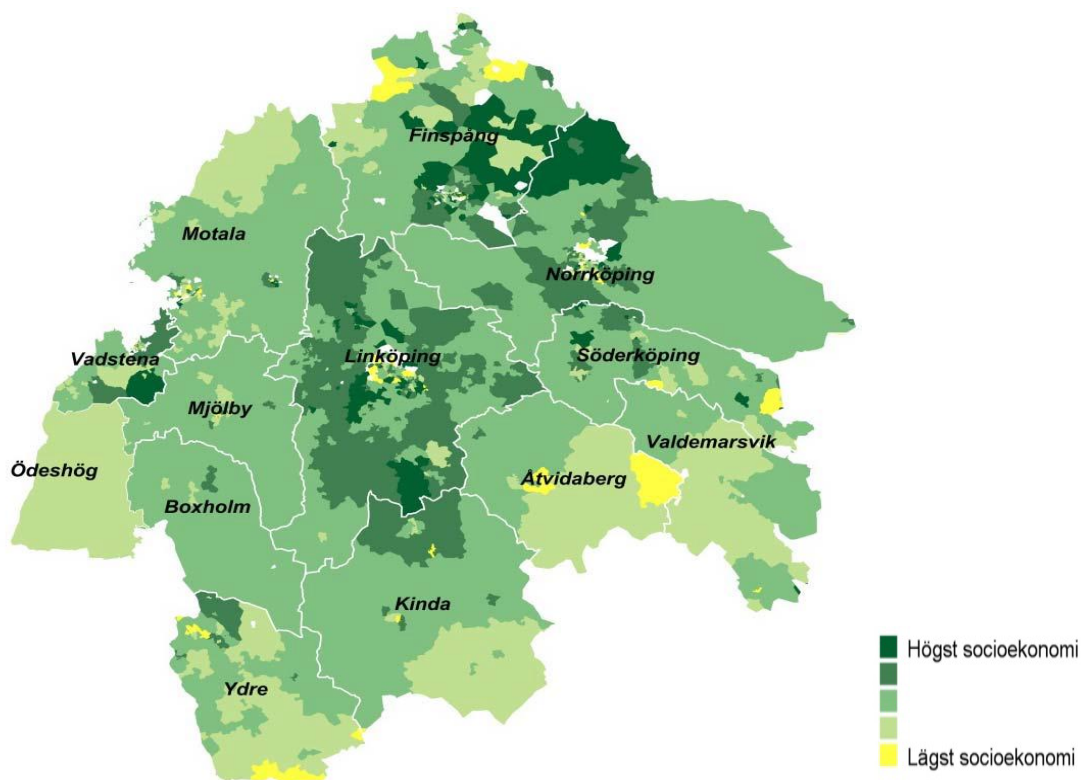 Finspång
Motala
Norrköping
Vadstena
Linköping
Söderköping
Mjölby
Valdemarsvik
Ödeshög
Åtvidaberg
Boxholm
Kinda
Ydre
Högst socioekonomi
Lägst socioekonomi